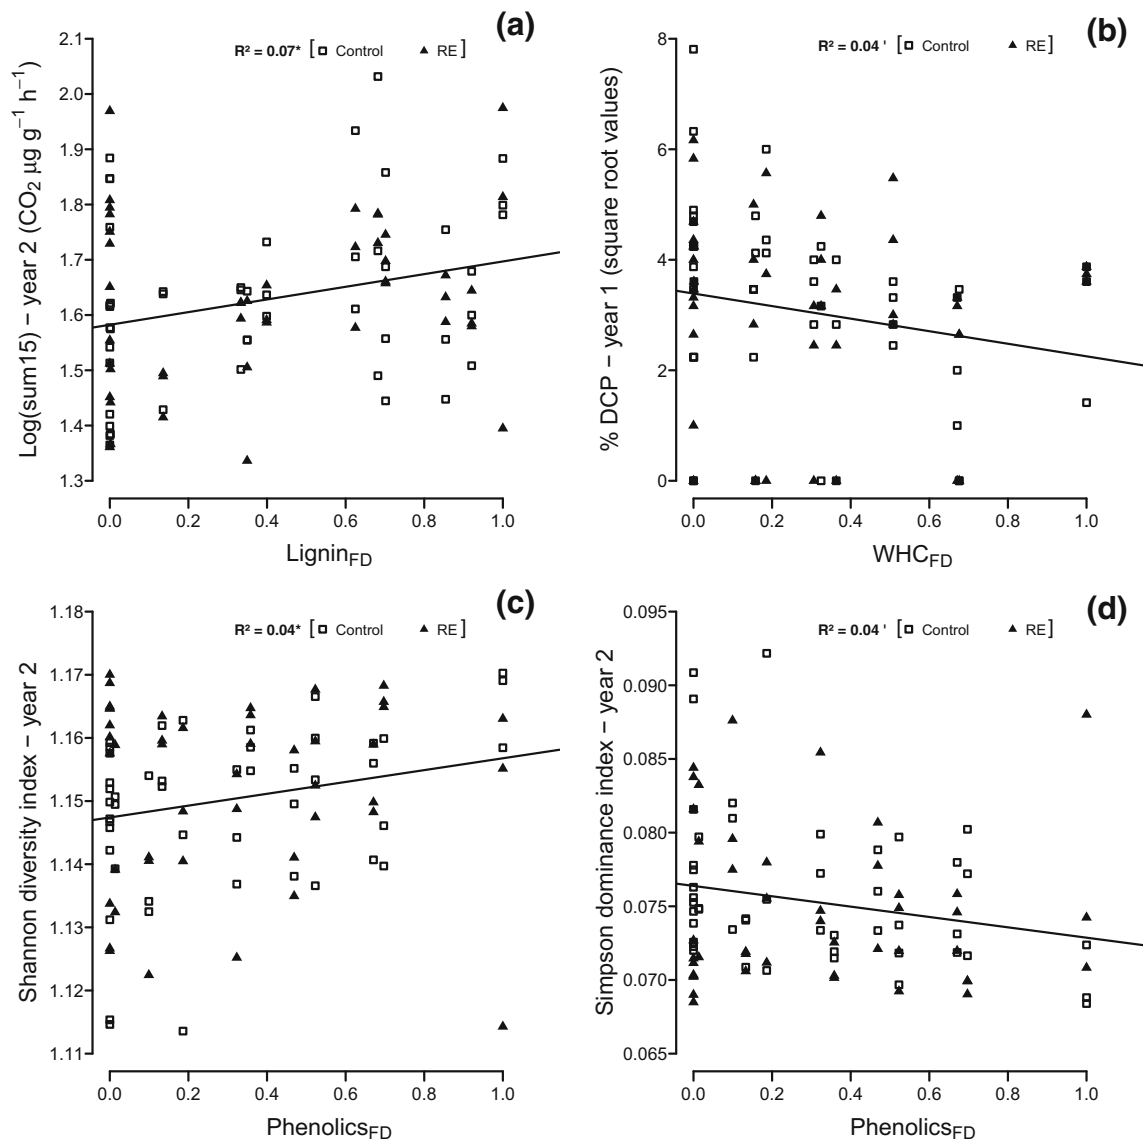 (a)
R² = 0.07* [ Control RE ]
Log(sum15) − year 2 (CO₂ µg g⁻¹ h⁻¹)
2.1
2.0
1.9
1.8
1.7
1.6
1.5
1.4
1.3
0.0 0.2 0.4 0.6 0.8 1.0
Lignin_FD
(b)
R² = 0.04 ' [ Control RE ]
% DCP − year 1 (square root values)
8
6
4
2
0
0.0 0.2 0.4 0.6 0.8 1.0
WHC_FD
(c)
R² = 0.04* [ Control RE ]
Shannon diversity index − year 2
1.18
1.17
1.16
1.15
1.14
1.13
1.12
1.11
0.0 0.2 0.4 0.6 0.8 1.0
Phenolics_FD
(d)
R² = 0.04 ' [ Control RE ]
Simpson dominance index − year 2
0.095
0.090
0.085
0.080
0.075
0.070
0.065
0.0 0.2 0.4 0.6 0.8 1.0
Phenolics_FD